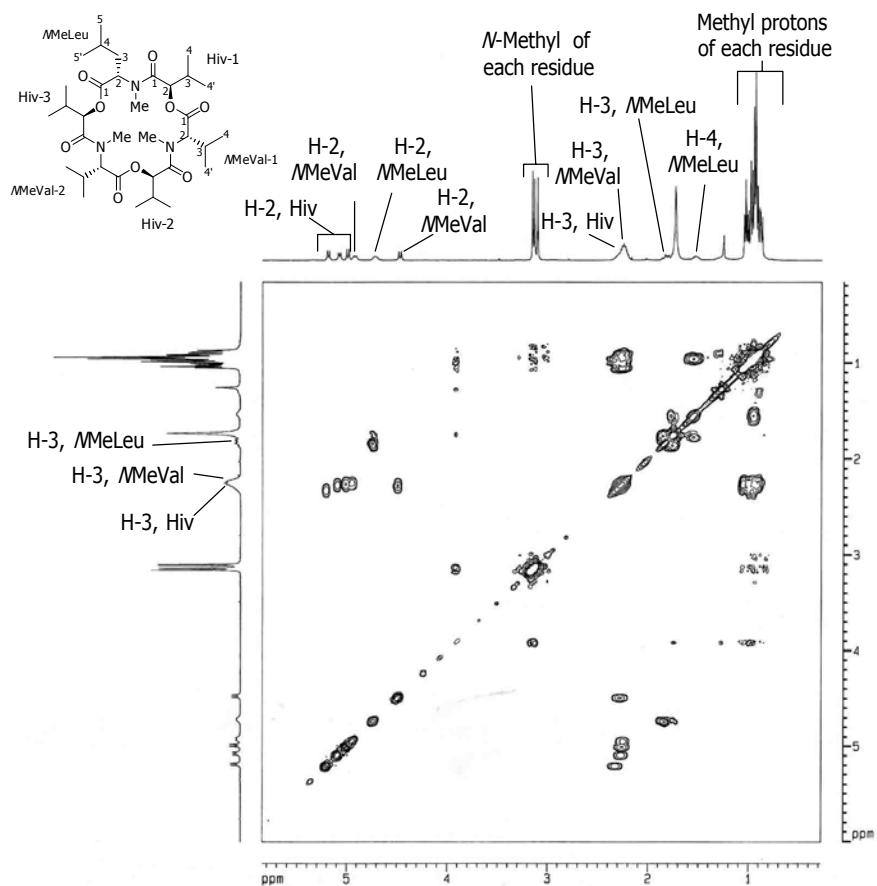 5
NMeLeu
4
3
5'
4
Hiv-1
O
O
1
2
N
1
3
4'
2
O
Me
1
O
Hiv-3
O
Me
Me
2
4
O
N
N
3
NMeVal-1
4'
O
NMeVal-2
O
O
Hiv-2
N-Methyl of
each residue
Methyl protons
of each residue
H-3, NMeLeu
H-2,
NMeVal
H-2,
NMeLeu
H-3,
NMeVal
H-4,
NMeLeu
H-2,
NMeVal
H-2, Hiv
H-3, Hiv
H-3, NMeLeu
H-3, NMeVal
H-3, Hiv
1
2
3
4
5
ppm
ppm
5
4
3
2
1